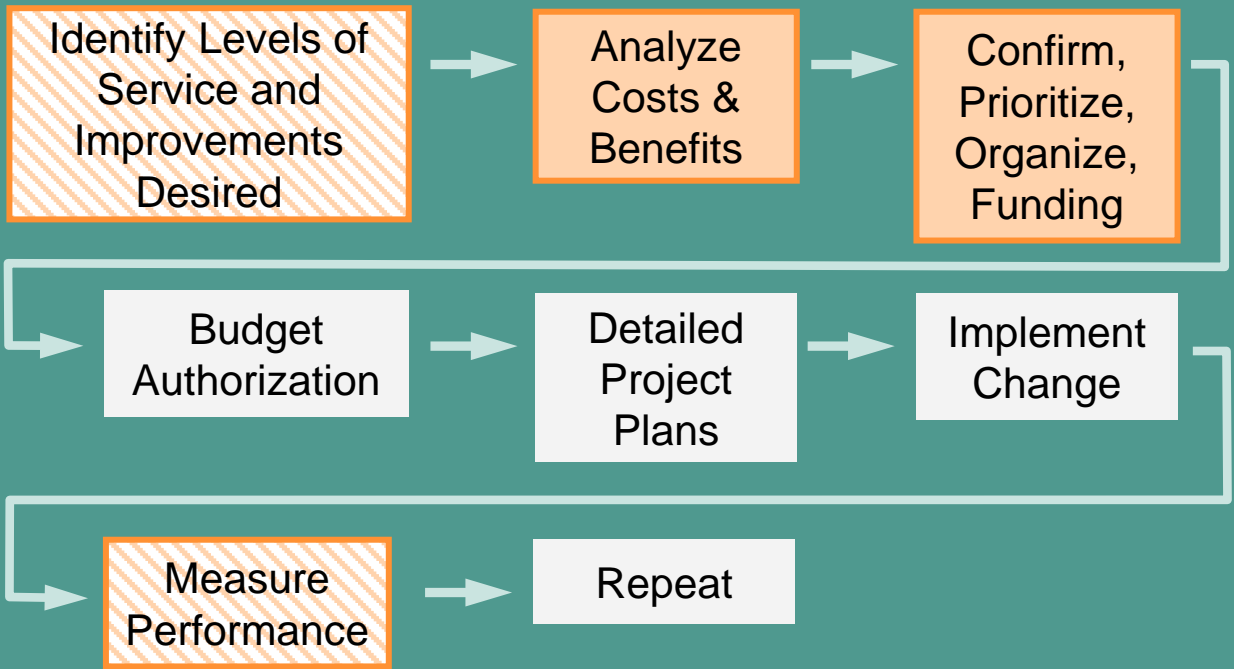 Identify Levels of
Service and
Improvements
Desired
Analyze
Costs &
Benefits
Confirm,
Prioritize,
Organize,
Funding
Budget
Authorization
Detailed
Project
Plans
Implement
Change
Measure
Performance
Repeat